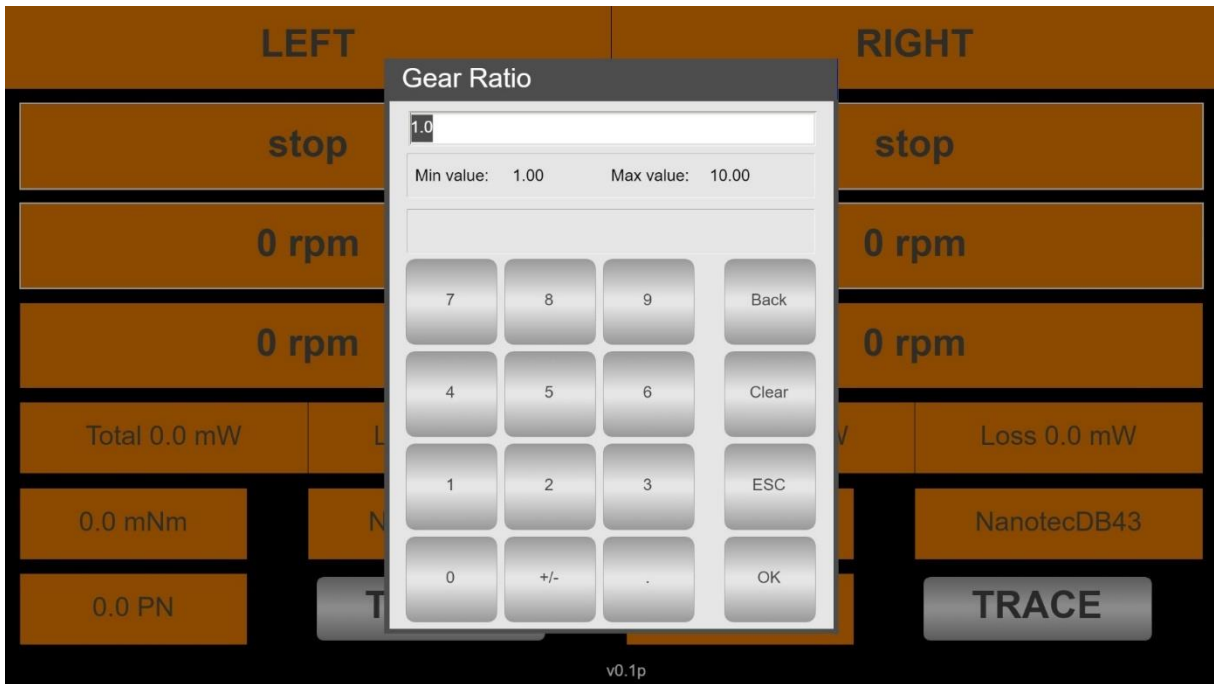 LEFT
RIGHT
Gear Ratio
1.0
Min value: 1.00 Max value: 10.00
stop
stop
0 rpm
0 rpm
0 rpm
0 rpm
7 8 9 Back
4 5 6 Clear
1 2 3 ESC
0 +/- . OK
Total 0.0 mW
Loss 0.0 mW
0.0 mNm
NanotecDB43
0.0 PN
TRACE
v0.1p